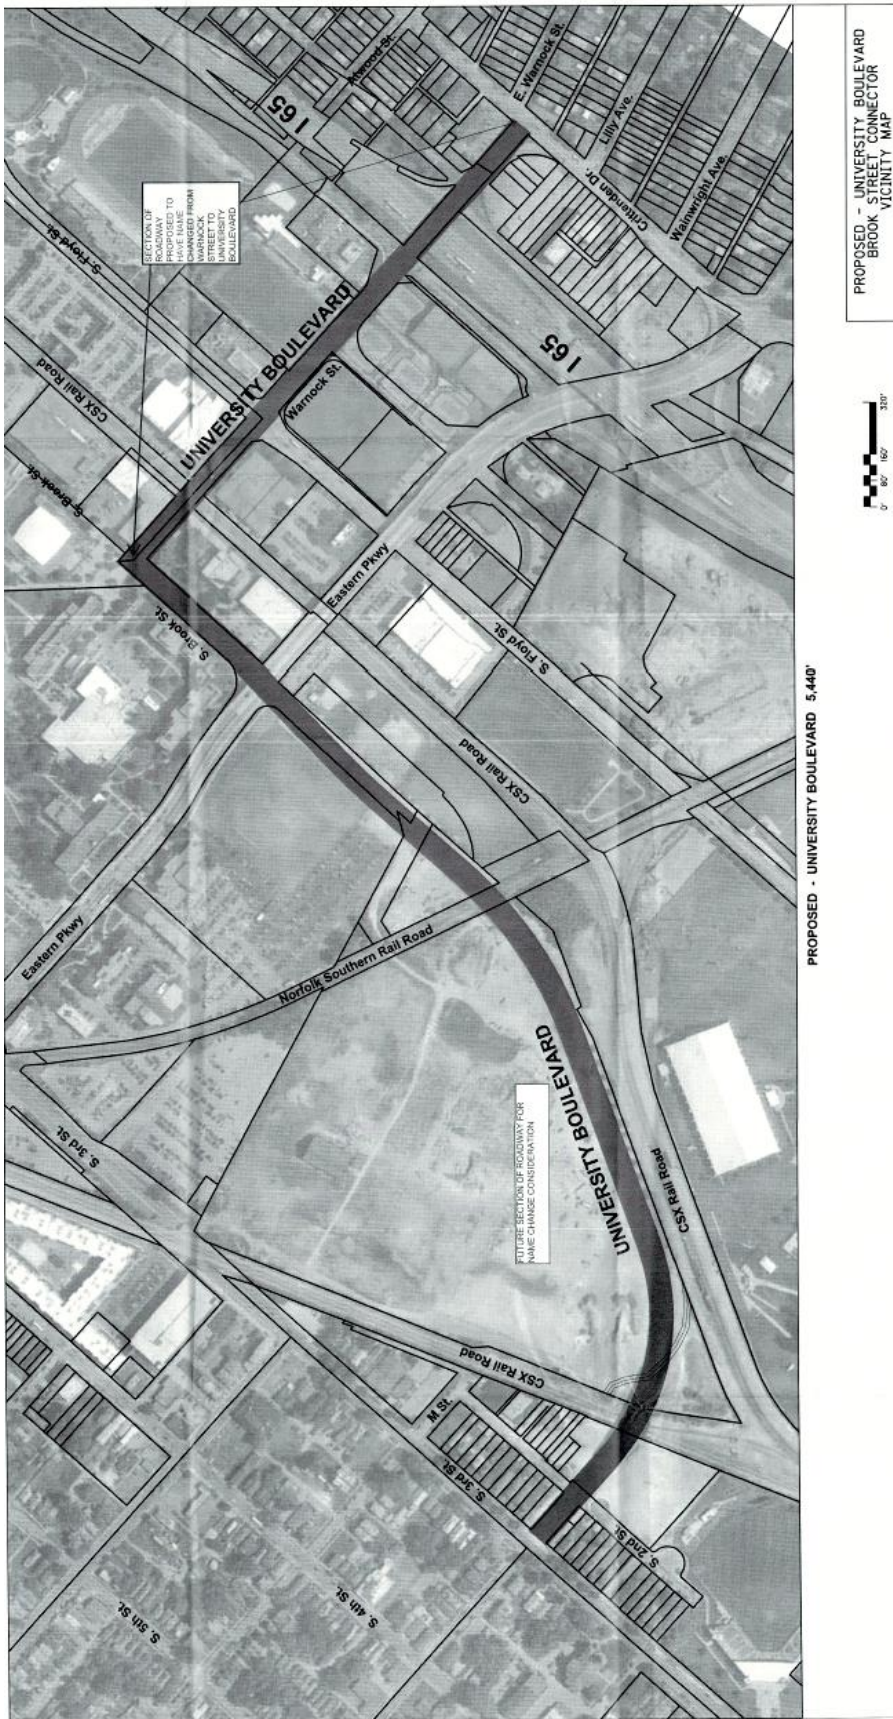 I 65
Atwood St.
E. Warnock St.
Lilly Ave.
Crittenden Dr.
Wainwright Ave.
SECTION OF
ROADWAY
PROPOSED TO
HAVE NAME
CHANGED FROM
WARNOCK
STREET TO
UNIVERSITY
BOULEVARD
S. Floyd St.
CSX Rail Road
S. Brook St.
UNIVERSITY BOULEVARD
Warnock St.
I 65
S. Brook St.
Eastern Pkwy
S. Floyd St.
CSX Rail Road
Eastern Pkwy
Norfolk Southern Rail Road
S. 3rd St.
UNIVERSITY BOULEVARD
FUTURE SECTION OF ROADWAY FOR
NAME CHANGE CONSIDERATION
CSX Rail Road
CSX Rail Road
M St.
S. 3rd St.
S. 2nd St.
S. 4th St.
S. 5th St.
PROPOSED - UNIVERSITY BOULEVARD 5,440'
0' 80' 160' 320'
PROPOSED - UNIVERSITY BOULEVARD
BROOK STREET CONNECTOR
VICINITY MAP